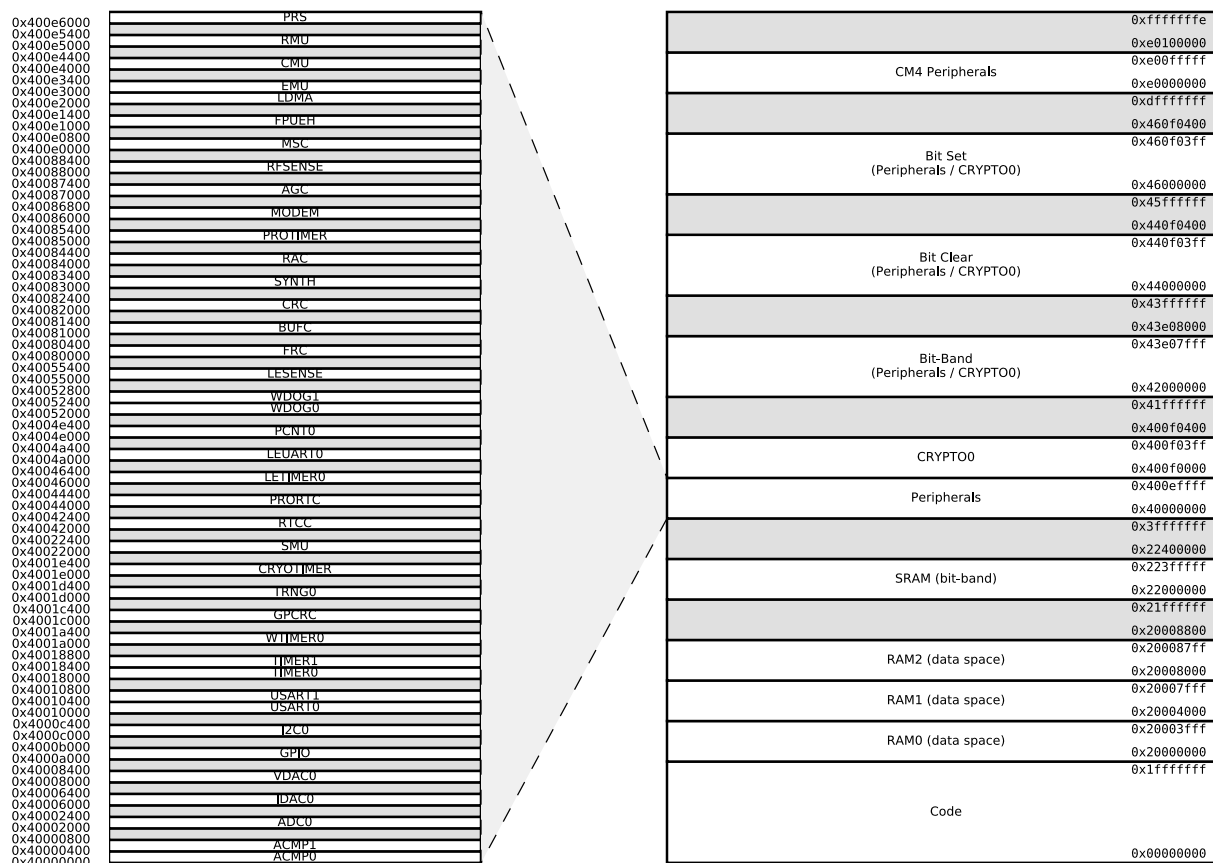 PRS
0x400e6000
0x400e5400
RMU
0x400e5000
0x400e4400
CMU
0x400e4000
0x400e3400
EMU
0x400e3000
LDMA
0x400e2000
0x400e1400
FPUEH
0x400e1000
0x400e0800
MSC
0x400e0000
0x40088400
RFSENSE
0x40088000
0x40087400
AGC
0x40087000
0x40086800
MODEM
0x40086000
0x40085400
PROTIMER
0x40085000
0x40084400
RAC
0x40084000
0x40083400
SYNTH
0x40083000
0x40082400
CRC
0x40082000
0x40081400
BUFC
0x40081000
0x40080400
FRC
0x40080000
0x40055400
LESENSE
0x40055000
0x40052800
WDOG1
0x40052400
WDOG0
0x40052000
0x4004e400
PCNT0
0x4004e000
0x4004a400
LEUART0
0x4004a000
0x40046400
LETIMER0
0x40046000
0x40044400
PRORTC
0x40044000
0x40042400
RTCC
0x40042000
0x40022400
SMU
0x40022000
0x4001e400
CRYOTIMER
0x4001e000
0x4001d400
TRNG0
0x4001d000
0x4001c400
GPCRC
0x4001c000
0x4001a400
WTIMER0
0x4001a000
0x40018800
TIMER1
0x40018400
TIMER0
0x40018000
0x40010800
USART1
0x40010400
USART0
0x40010000
0x4000c400
I2C0
0x4000c000
0x4000b000
GPIO
0x4000a000
0x40008400
VDAC0
0x40008000
0x40006400
IDAC0
0x40006000
0x40002400
ADC0
0x40002000
0x40000800
ACMP1
0x40000400
ACMP0
0x40000000
0xfffffffe
0xe0100000
0xe00fffff
CM4 Peripherals
0xe0000000
0xdfffffff
0x460f0400
0x460f03ff
Bit Set
(Peripherals / CRYPTO0)
0x46000000
0x45ffffff
0x440f0400
0x440f03ff
Bit Clear
(Peripherals / CRYPTO0)
0x44000000
0x43ffffff
0x43e08000
0x43e07fff
Bit-Band
(Peripherals / CRYPTO0)
0x42000000
0x41ffffff
0x400f0400
0x400f03ff
CRYPTO0
0x400f0000
0x400effff
Peripherals
0x40000000
0x3fffffff
0x22400000
0x223fffff
SRAM (bit-band)
0x22000000
0x21ffffff
0x20008800
0x200087ff
RAM2 (data space)
0x20008000
0x20007fff
RAM1 (data space)
0x20004000
0x20003fff
RAM0 (data space)
0x20000000
0x1fffffff
Code
0x00000000